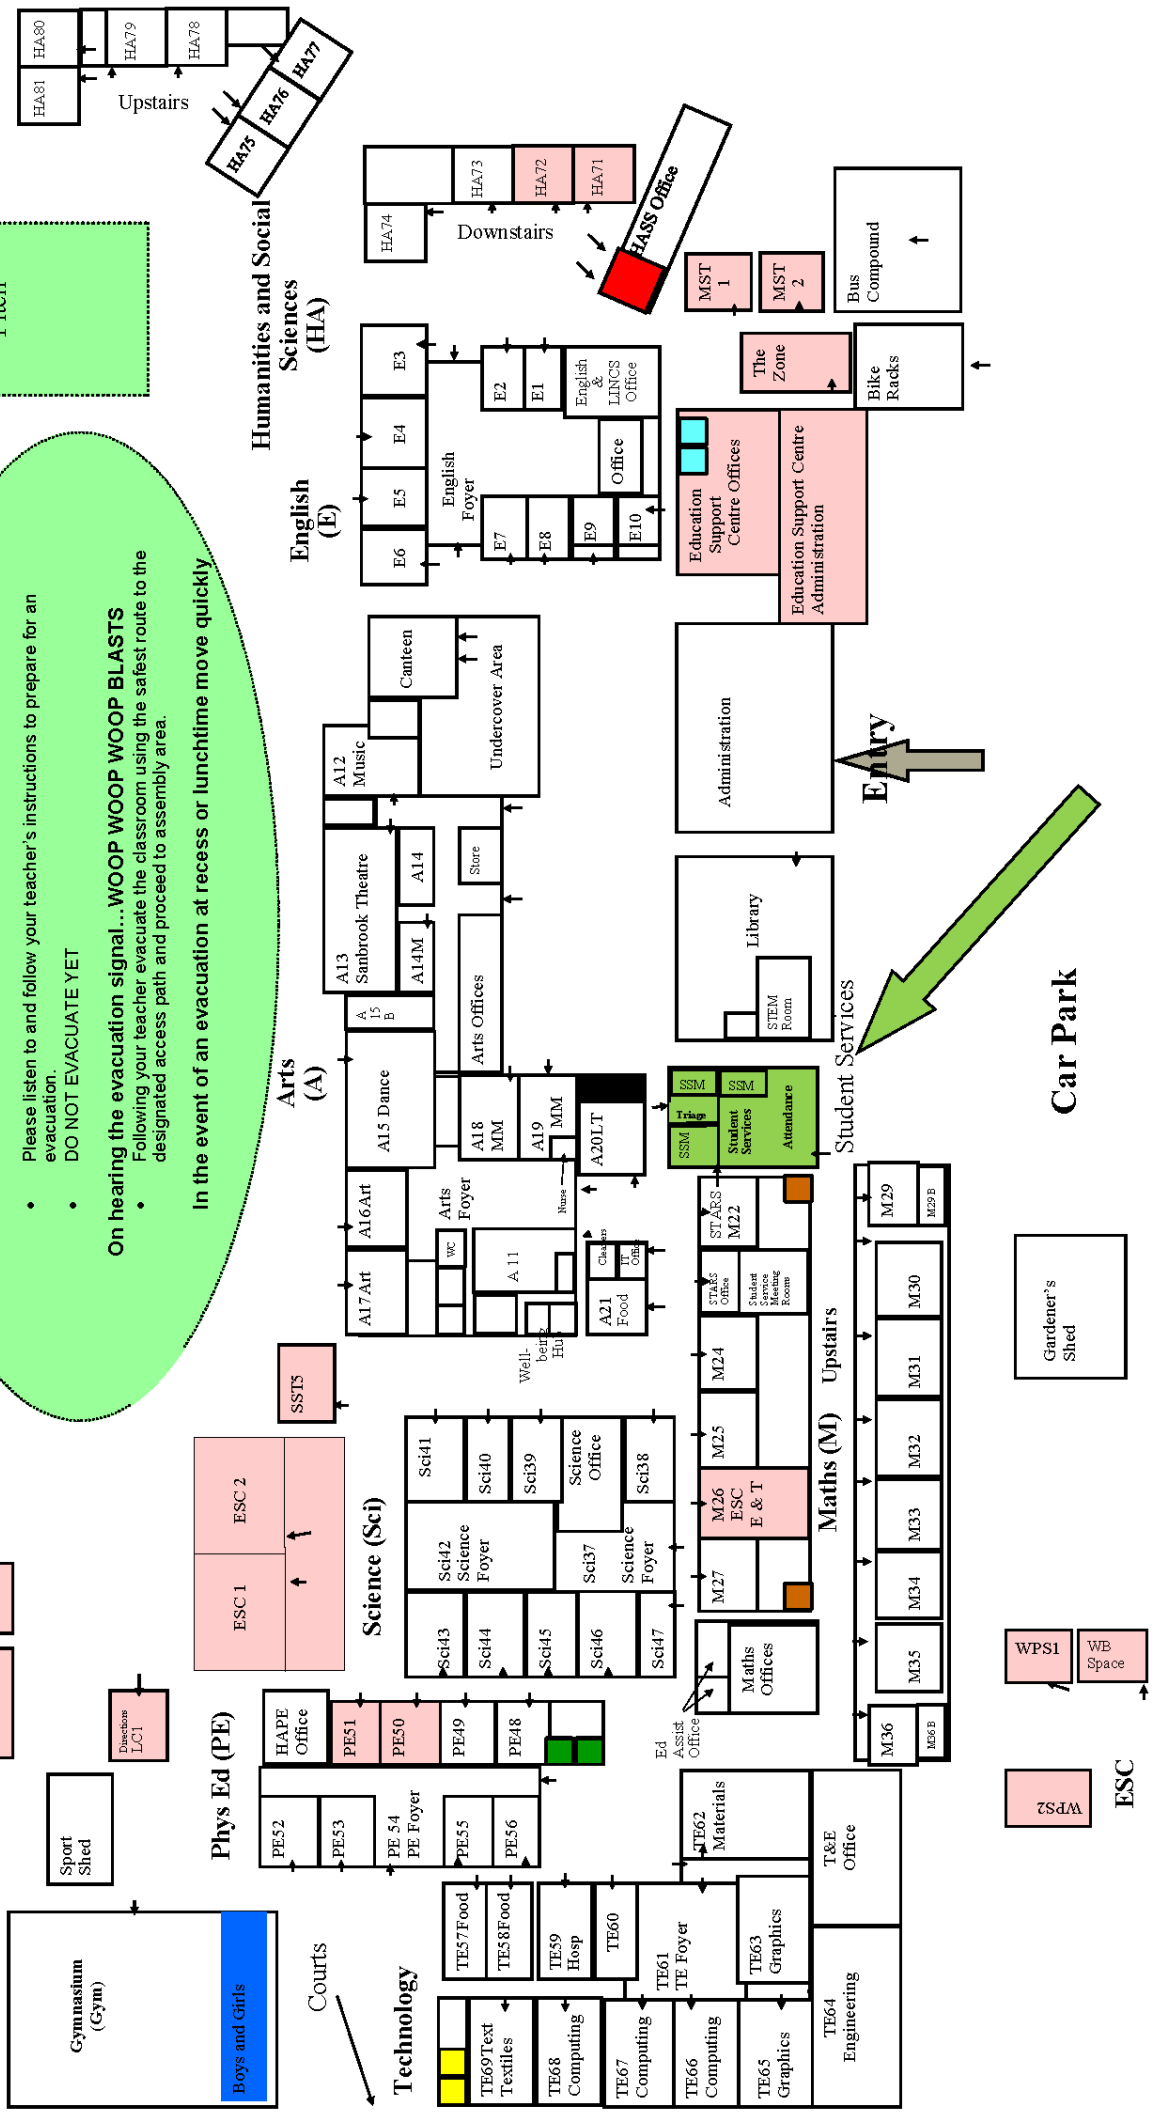 Pitch
Please listen to and follow your teacher's instructions to prepare for an
evacuation.
DO NOT EVACUATE YET
On hearing the evacuation signal...WOOP WOOP WOOP BLASTS
Following your teacher evacuate the classroom using the safest route to the
designated access path and proceed to assembly area.
In the event of an evacuation at recess or lunchtime move quickly
Gymnasium
(Gym)
Boys and Girls
Sport
Shed
Directions
LC1
Courts
Phys Ed (PE)
HAPE
Office
PE51
PE50
PE49
PE48
PE52
PE53
PE 54
PE Foyer
PE55
PE56
ESC 1
ESC 2
SST5
Science (Sci)
Sci41
Sci40
Sci39
Science
Office
Sci38
Sci42
Science
Foyer
Sci37
Science
Foyer
Sci43
Sci44
Sci45
Sci46
Sci47
Arts
(A)
A17Art
A16Art
A15 Dance
A
15
B
A13
Sanbrook Theatre
A14M
A14
A12
Music
Canteen
Undercover Area
Store
Arts Offices
A18
MM
A19
MM
A20LT
Nurse
Arts
Foyer
WC
A 11
Well-
being
Hub
A21
Food
Cleaners
IT
Office
English
(E)
E6
E5
E4
E3
English
Foyer
E2
E1
English
&
LINCS
Office
Office
E7
E8
E9
E10
Humanities and Social
Sciences
(HA)
HA80
HA79
HA78
HA81
Upstairs
HA77
HA76
HA75
HA74
HA73
HA72
HA71
Downstairs
HASS Office
MST
1
MST
2
Bus
Compound
The
Zone
Bike
Racks
Education
Support
Centre Offices
Education Support Centre
Administration
Administration
Entry
Library
STEM
Room
Student Services
SSM
SSM
Triage
SSM
Student
Services
Attendance
Car Park
STARS
M22
STARS
Office
Student
Service
Meeting
Rooms
M24
M25
M26
ESC
E & T
M27
Maths (M)
Upstairs
Maths
Offices
Ed
Assist
Office
M29
M29B
M30
M31
M32
M33
M34
M35
M36
M36B
Gardener's
Shed
WPS1
WB
Space
WPS2
ESC
Technology
TE57Food
TE58Food
TE59
Hosp
TE60
TE61
TE Foyer
TE62
Materials
TE63
Graphics
T&E
Office
TE64
Engineering
TE65
Graphics
TE66
Computing
TE67
Computing
TE68
Computing
TE69Text
Textiles